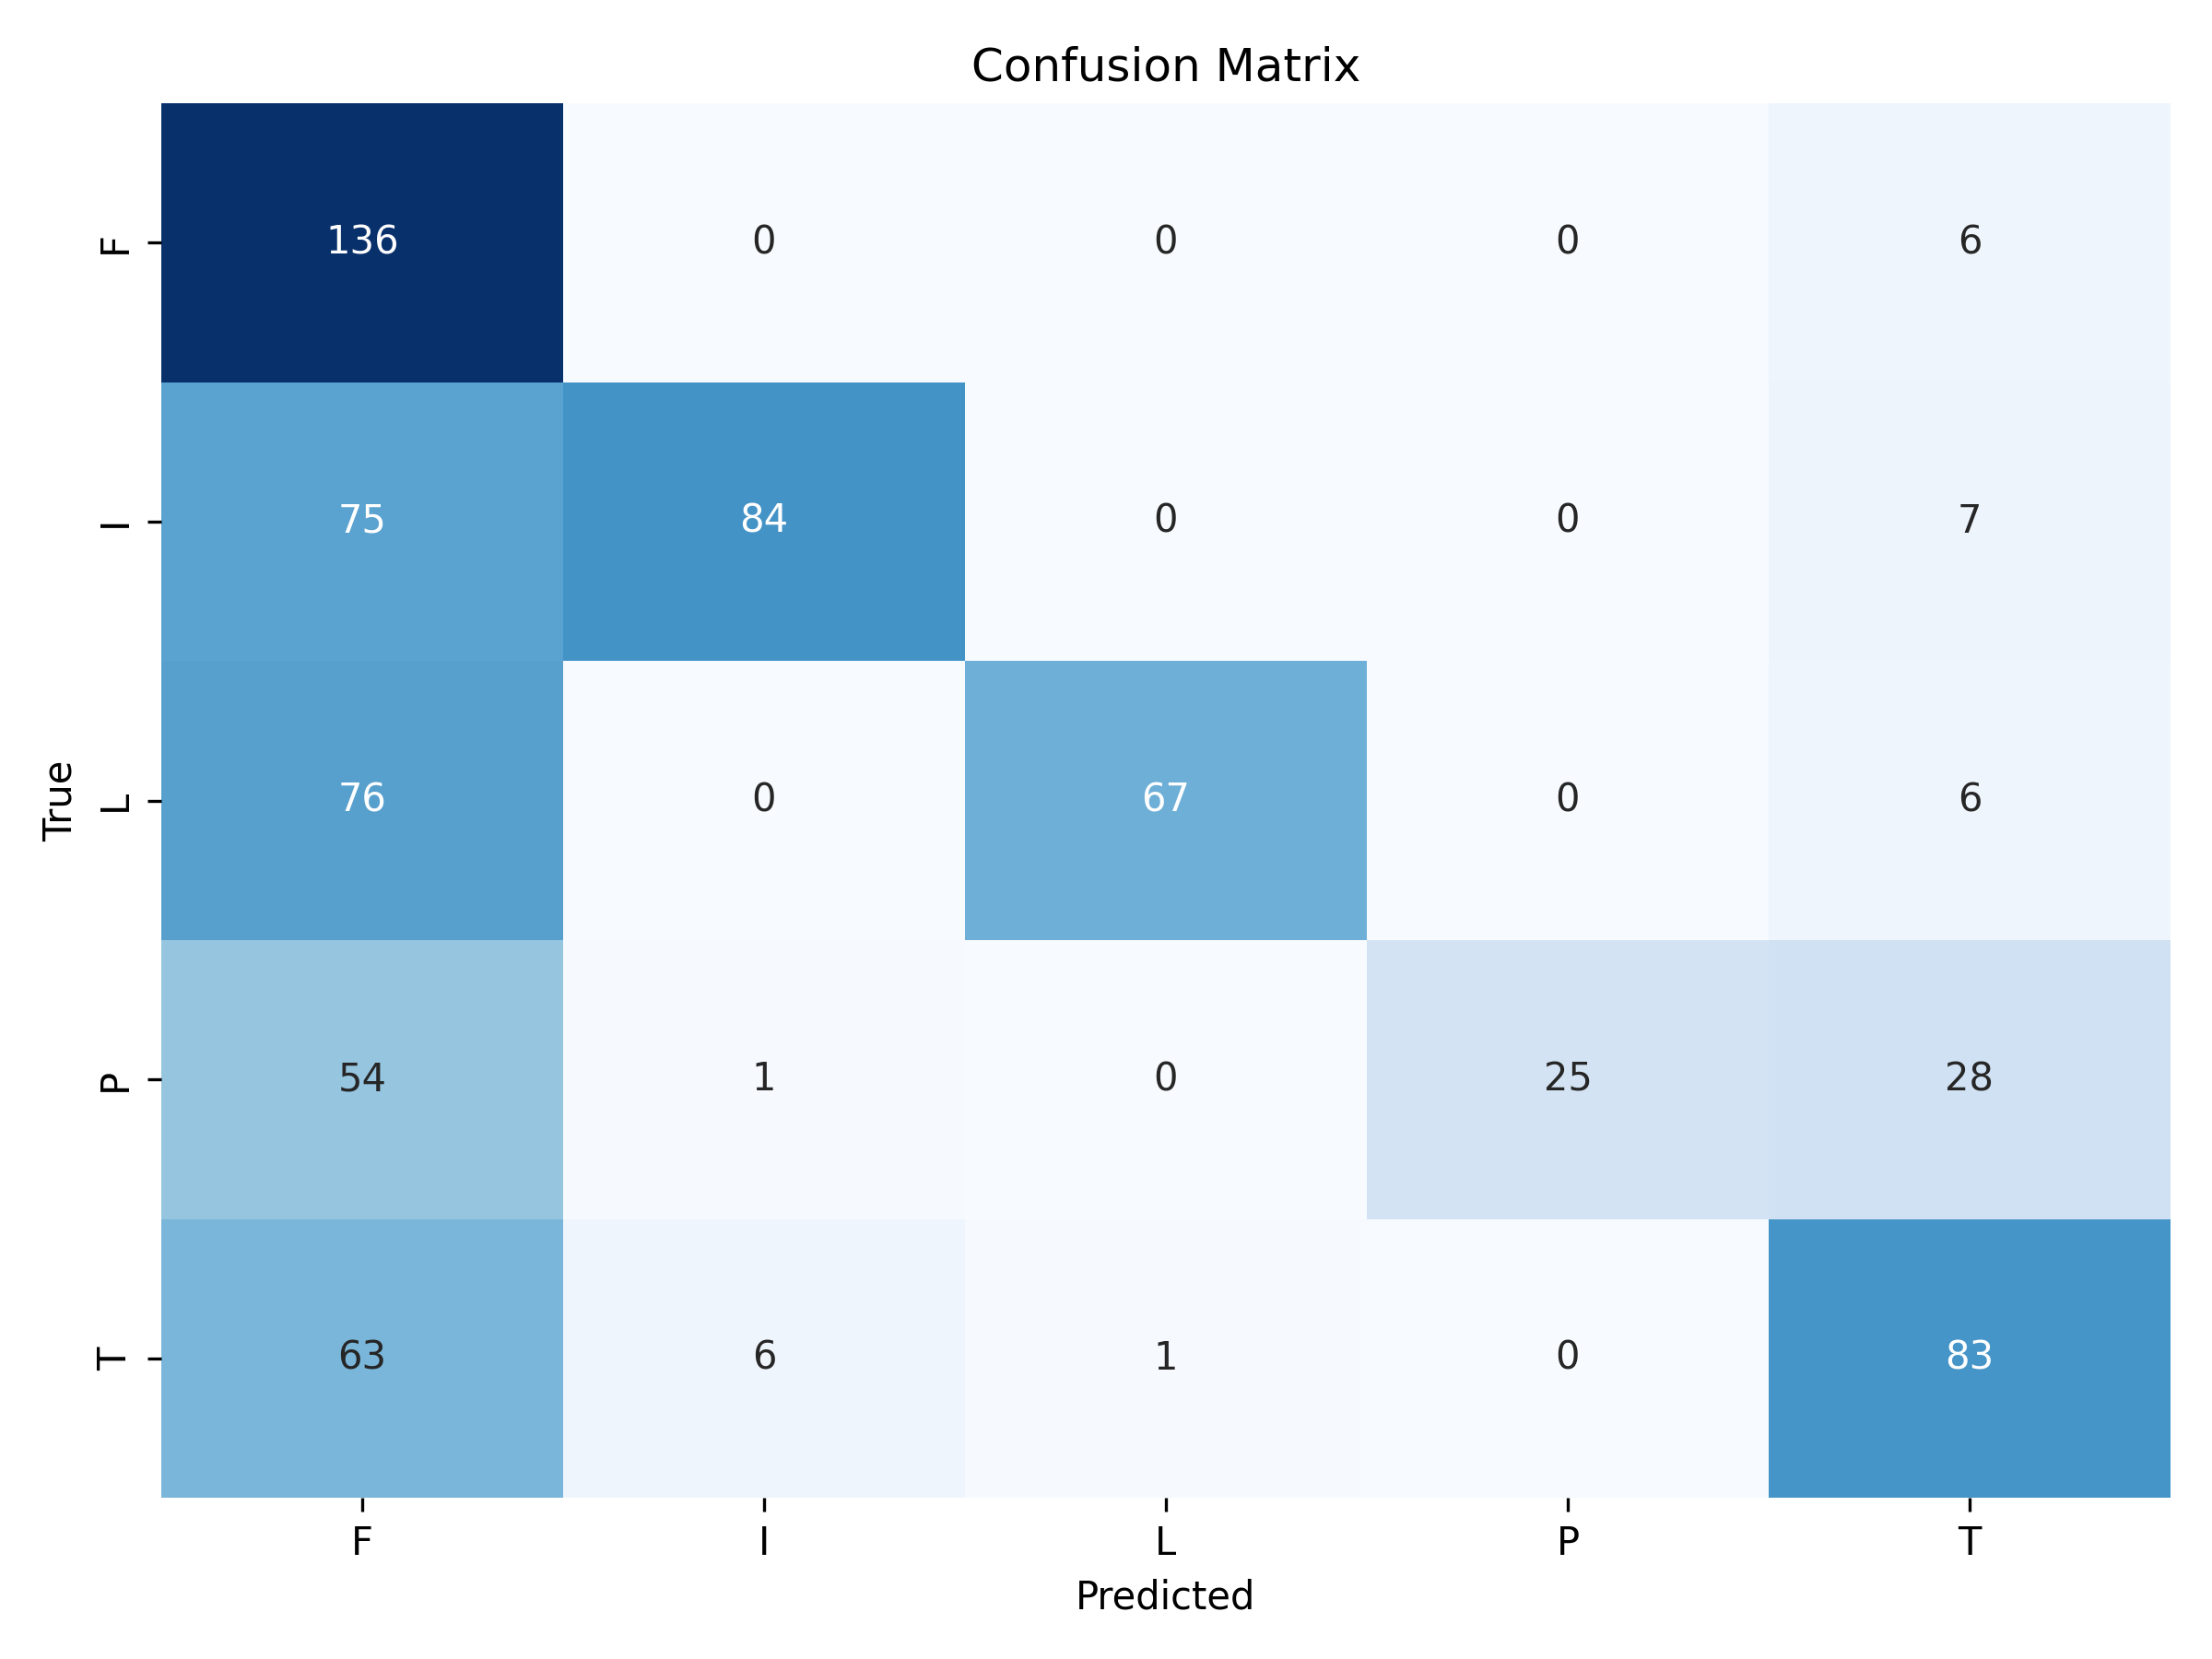 Confusion Matrix
True
F 136 0 0 0 6
I 75 84 0 0 7
L 76 0 67 0 6
P 54 1 0 25 28
T 63 6 1 0 83
F I L P T
Predicted